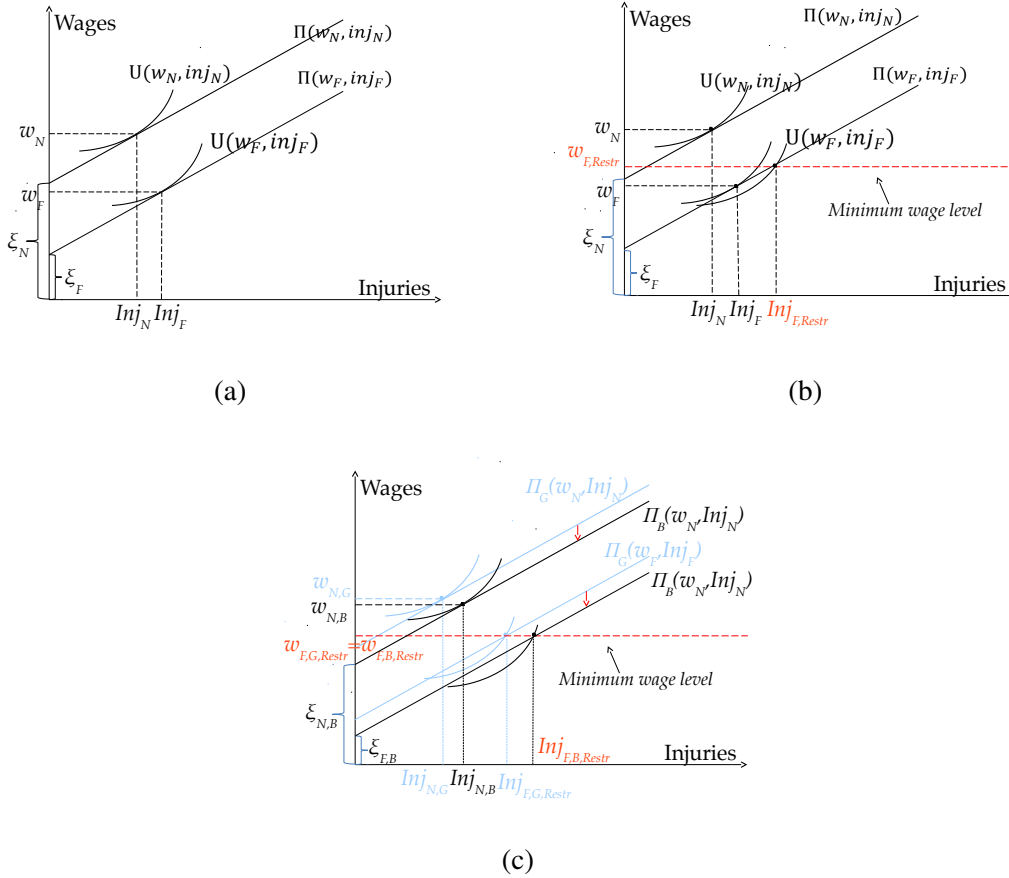 Wages
Π(w_N, inj_N)
U(w_N, inj_N)
Π(w_F, inj_F)
w_N
U(w_F, inj_F)
w_F
ξ_N
ξ_F
Injuries
Inj_N Inj_F
(a)
Wages
Π(w_N, inj_N)
U(w_N, inj_N)
Π(w_F, inj_F)
w_N
U(w_F, inj_F)
w_F,Restr
w_F
Minimum wage level
ξ_N
ξ_F
Injuries
Inj_N Inj_F Inj_F,Restr
(b)
Wages
Π_G(w_N, Inj_N)
Π_B(w_N, Inj_N)
Π_G(w_F, Inj_F)
Π_B(w_N, Inj_N)
w_N,G
w_N,B
w_F,G,Restr = w_F,B,Restr
Minimum wage level
ξ_N,B
ξ_F,B
Inj_F,B,Restr
Injuries
Inj_N,G Inj_N,B Inj_F,G,Restr
(c)